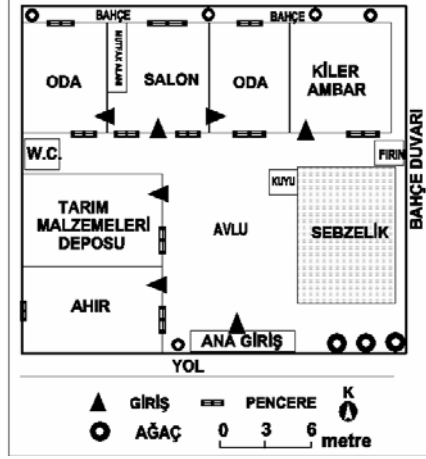 BAHÇE
BAHÇE
ODA
MUTFAK ALANI
SALON
ODA
KİLER
AMBAR
W.C.
FIRIN
BAHÇE DUVARI
KUYU
TARIM
MALZEMELERİ
DEPOSU
AVLU
SEBZELİK
AHIR
ANA GİRİŞ
YOL
GİRİŞ
PENCERE
K
AĞAÇ
0 3 6
metre